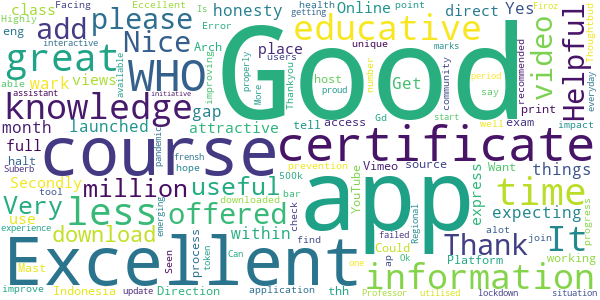 Facing
Is
Eccellent
class
Highly
eng
add
please
Nice
honesty
Arch
Error
improving
Online
place
direct
Get
health
getting
point
Yes
unique
marks
number
users
Firoz
Thoughtbud
able
interactive
everyday
great
WHO
educative
video
Helpful
Good
wark
views
available
gap
attractive
More
Thankyou
host
community
proud
say
recommended
print
assistant
initiative
properly
knowledge
month
launched
tell
access
Gd
start
well
exam
period
impact
full
halt
Suberb
pandemic
frensh
hope
course
certificate
prevention
Vimeo
source
Want
things
million
useful
bar
500k
Secondly
tool
Very
less
offered
app
YouTube
express
time
expecting
It
use
download
emerging
within
downloaded
check
Could
Platform
working
progress
experience
Mast
process
token
find
failed
Regional
alot
join
Excellent
Thank
information
improve
Indonesia
Seen
Direction
Can
application
thh
Ok
ap
one
Professor
utilised
lockdown
situation
update